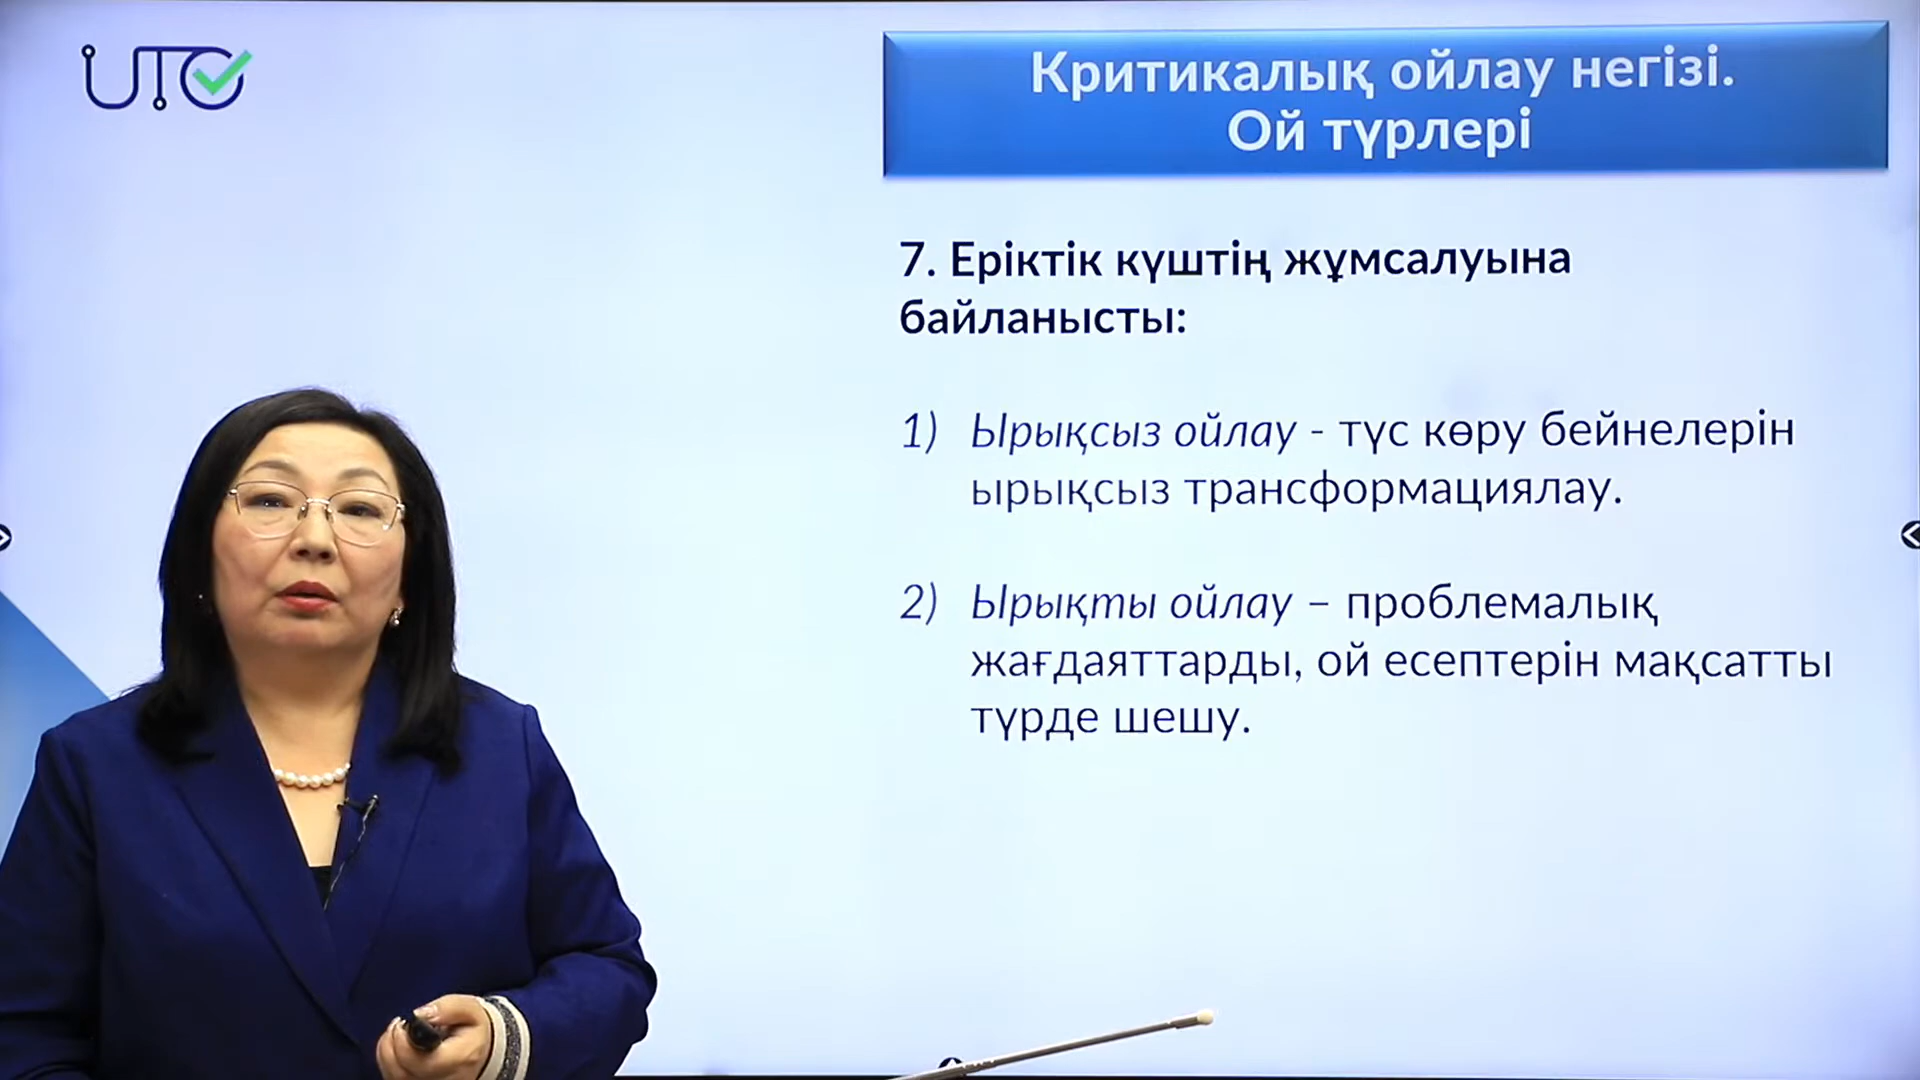 UTO
Критикалық ойлау негізі.
Ой түрлері
7. Еріктік күштің жұмсалуына
байланысты:
1) Ырықсыз ойлау - түс көру бейнелерін
ырықсыз трансформациялау.
2) Ырықты ойлау – проблемалық
жағдаяттарды, ой есептерін мақсатты
түрде шешу.